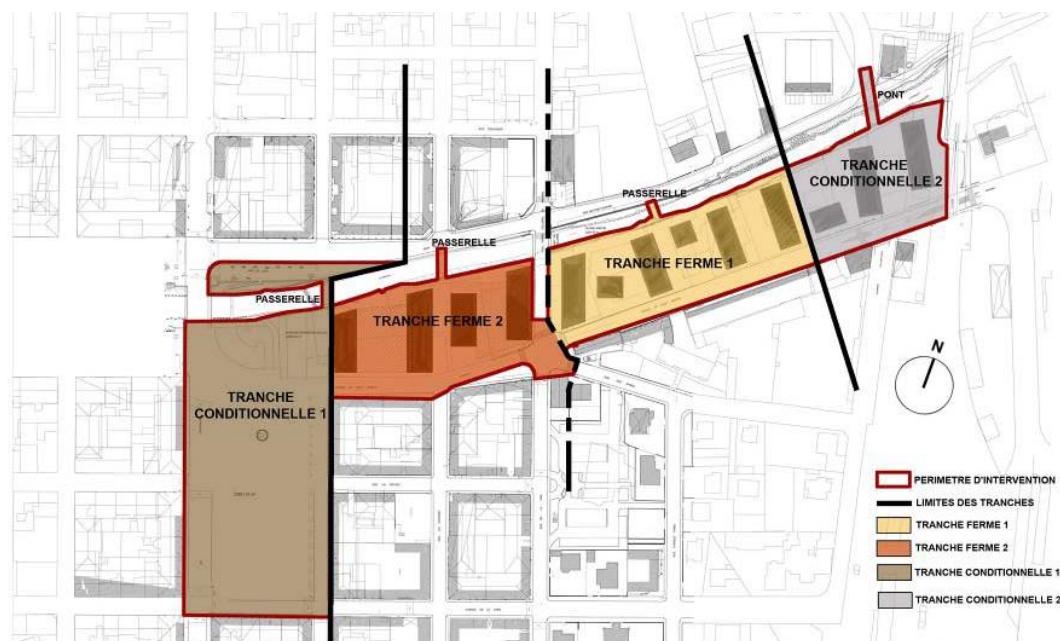 PONT
TRANCHE
CONDITIONNELLE 2
PASSERELLE
PASSERELLE
TRANCHE FERME 1
PASSERELLE
TRANCHE FERME 2
TRANCHE
CONDITIONNELLE 1
N
PERIMETRE D'INTERVENTION
LIMITES DES TRANCHES
TRANCHE FERME 1
TRANCHE FERME 2
TRANCHE CONDITIONNELLE 1
TRANCHE CONDITIONNELLE 2